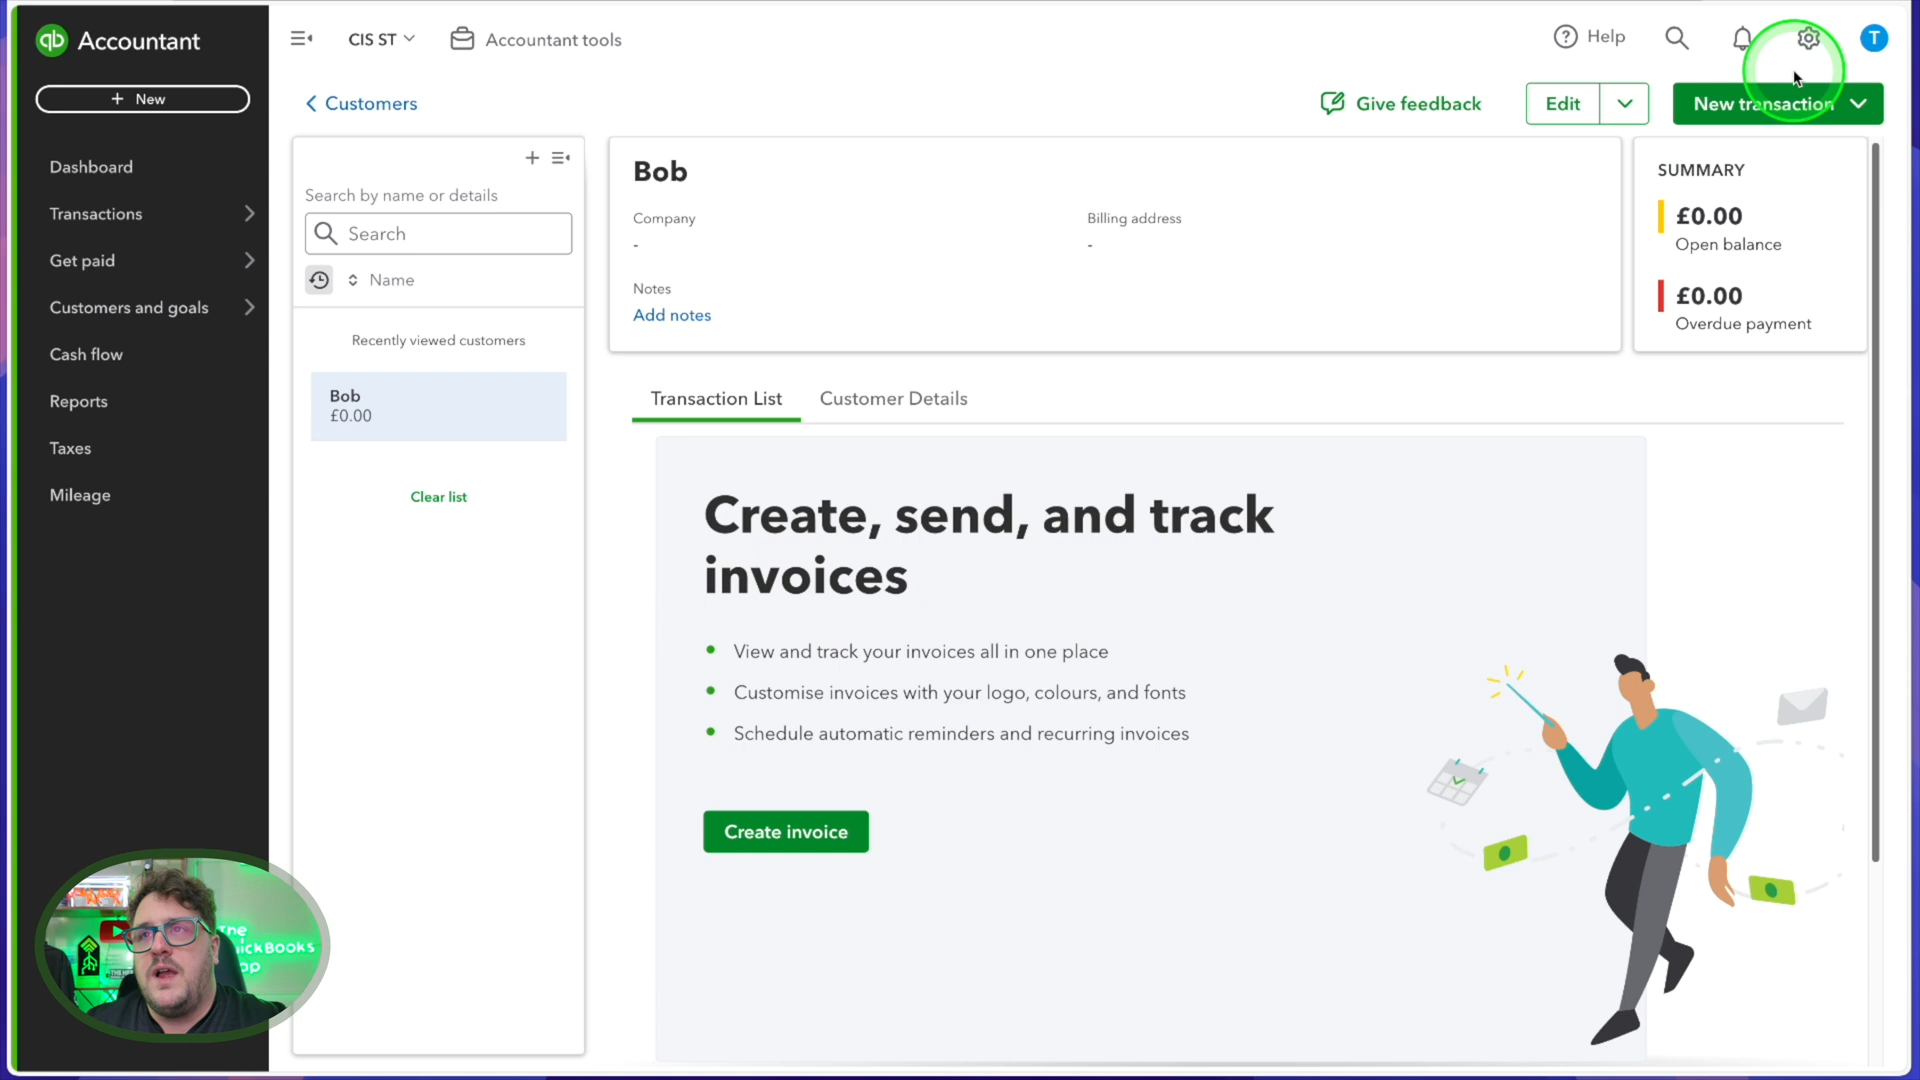 qb Accountant
+ New
Dashboard
Transactions
Get paid
Customers and goals
Cash flow
Reports
Taxes
Mileage
CIS ST
Accountant tools
Help
T
Customers
Give feedback
Edit
New transaction
Search by name or details
Search
Name
Recently viewed customers
Bob
£0.00
Clear list
Bob
Company
-
Billing address
-
Notes
Add notes
SUMMARY
£0.00
Open balance
£0.00
Overdue payment
Transaction List
Customer Details
Create, send, and track
invoices
View and track your invoices all in one place
Customise invoices with your logo, colours, and fonts
Schedule automatic reminders and recurring invoices
Create invoice